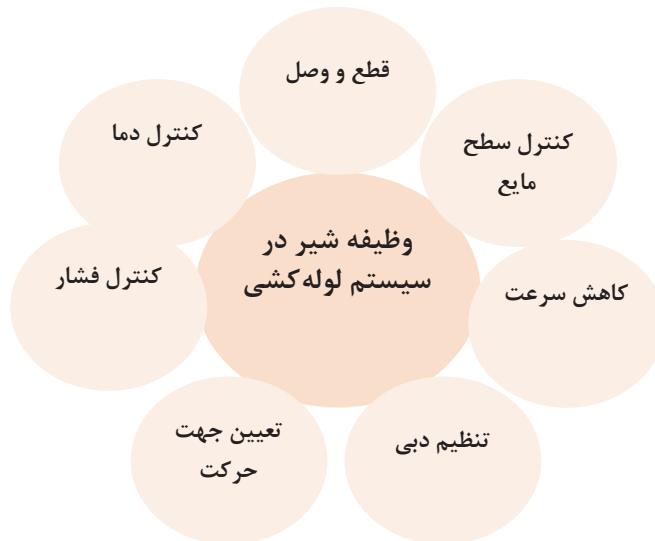 قطع و وصل
کنترل دما
کنترل سطح
مایع
وظیفه شیر در
سیستم لوله‌کشی
کنترل فشار
کاهش سرعت
تعیین جهت
حرکت
تنظیم دبی